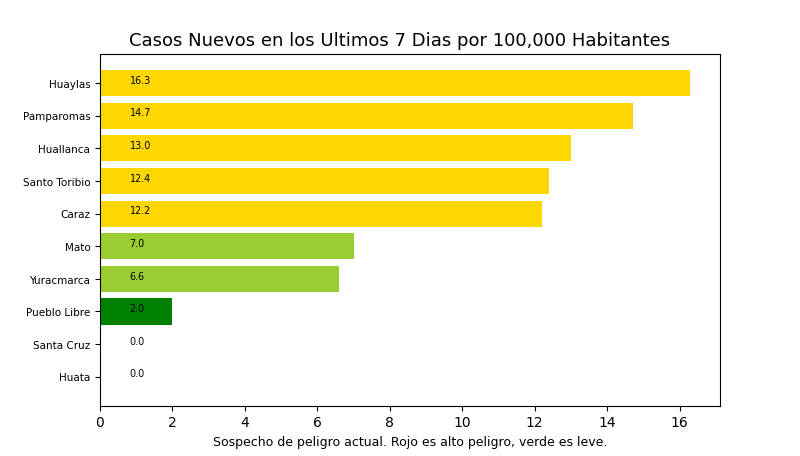 Casos Nuevos en los Ultimos 7 Dias por 100,000 Habitantes
Huaylas 16.3
Pamparomas 14.7
Huallanca 13.0
Santo Toribio 12.4
Caraz 12.2
Mato 7.0
Yuracmarca 6.6
Pueblo Libre 2.0
Santa Cruz 0.0
Huata 0.0
0 2 4 6 8 10 12 14 16
Sospecho de peligro actual. Rojo es alto peligro, verde es leve.